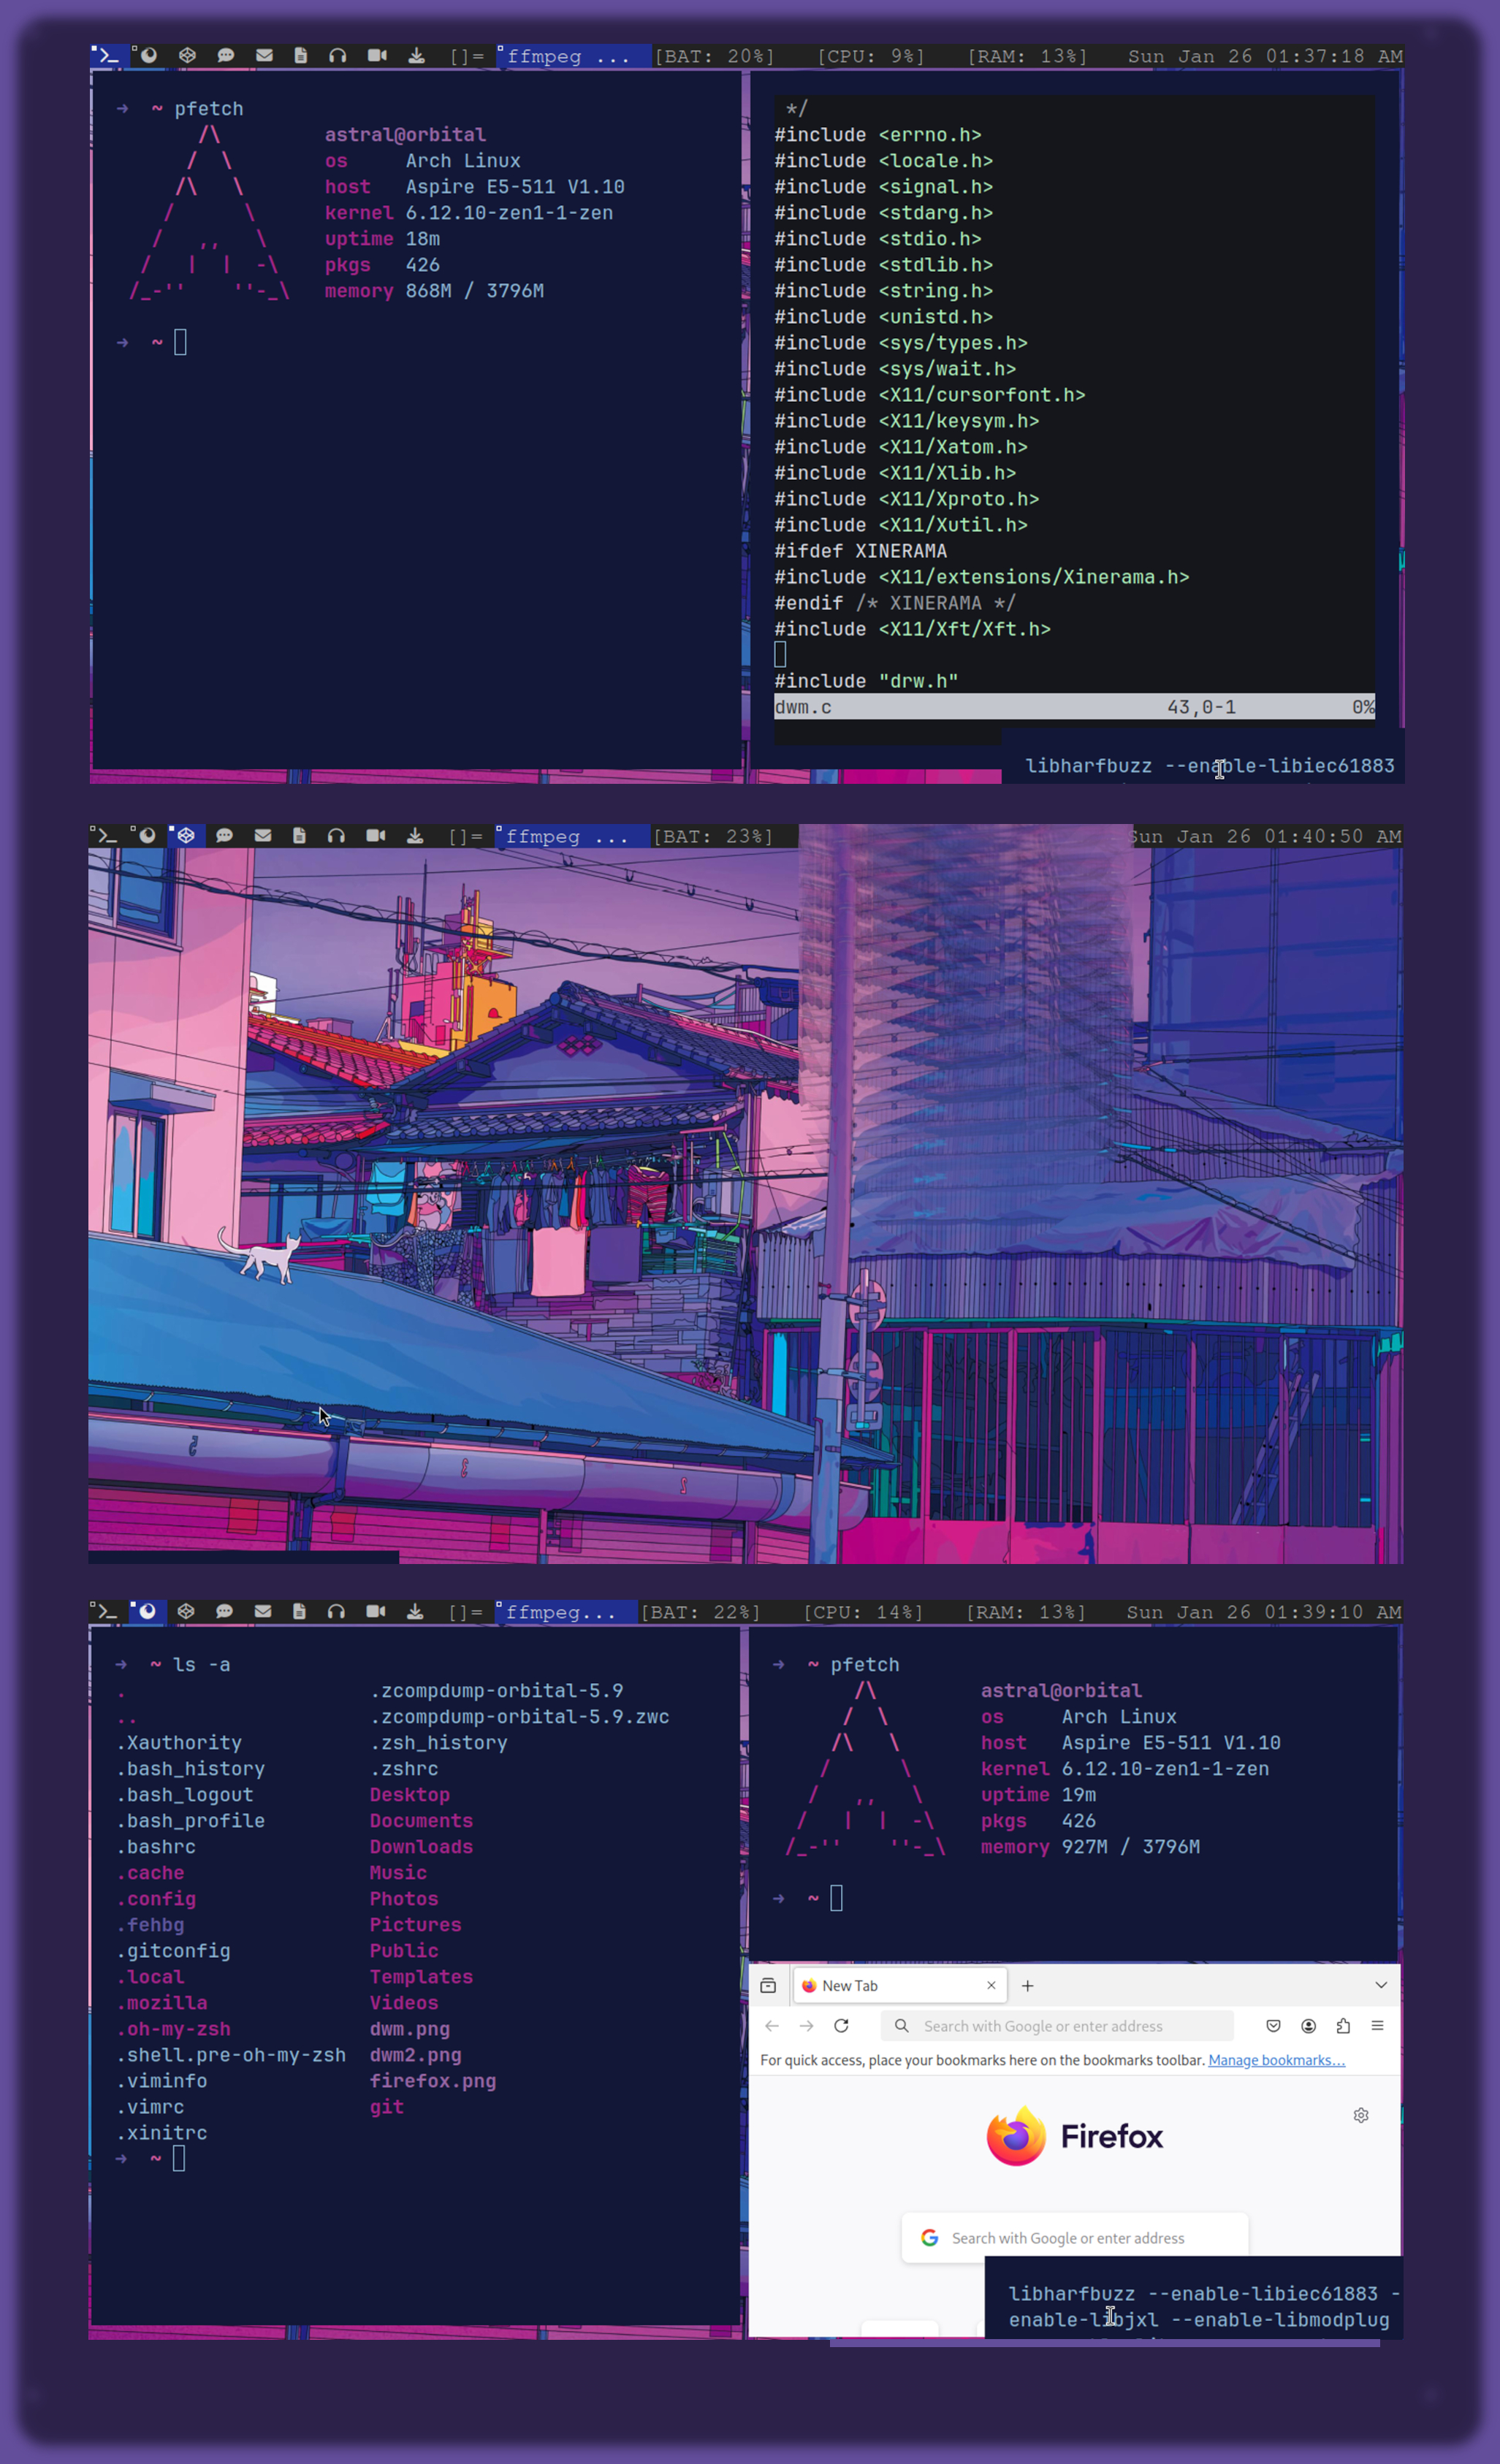 []= ffmpeg ... [BAT: 20%] [CPU: 9%] [RAM: 13%] Sun Jan 26 01:37:18 AM
→ ~ pfetch
/\ astral@orbital
/ \ os Arch Linux
/\ \ host Aspire E5-511 V1.10
/ \ kernel 6.12.10-zen1-1-zen
/ ,, \ uptime 18m
/ | | -\ pkgs 426
/_-'' ''-_\ memory 868M / 3796M
→ ~
*/
#include <errno.h>
#include <locale.h>
#include <signal.h>
#include <stdarg.h>
#include <stdio.h>
#include <stdlib.h>
#include <string.h>
#include <unistd.h>
#include <sys/types.h>
#include <sys/wait.h>
#include <X11/cursorfont.h>
#include <X11/keysym.h>
#include <X11/Xatom.h>
#include <X11/Xlib.h>
#include <X11/Xproto.h>
#include <X11/Xutil.h>
#ifdef XINERAMA
#include <X11/extensions/Xinerama.h>
#endif /* XINERAMA */
#include <X11/Xft/Xft.h>
#include "drw.h"
dwm.c 43,0-1 0%
libharfbuzz --enable-libiec61883
[]= ffmpeg ... [BAT: 23%] Sun Jan 26 01:40:50 AM
[]= ffmpeg... [BAT: 22%] [CPU: 14%] [RAM: 13%] Sun Jan 26 01:39:10 AM
→ ~ ls -a
. .zcompdump-orbital-5.9
.. .zcompdump-orbital-5.9.zwc
.Xauthority .zsh_history
.bash_history .zshrc
.bash_logout Desktop
.bash_profile Documents
.bashrc Downloads
.cache Music
.config Photos
.fehbg Pictures
.gitconfig Public
.local Templates
.mozilla Videos
.oh-my-zsh dwm.png
.shell.pre-oh-my-zsh dwm2.png
.viminfo firefox.png
.vimrc git
.xinitrc
→ ~
→ ~ pfetch
/\ astral@orbital
/ \ os Arch Linux
/\ \ host Aspire E5-511 V1.10
/ \ kernel 6.12.10-zen1-1-zen
/ ,, \ uptime 19m
/ | | -\ pkgs 426
/_-'' ''-_\ memory 927M / 3796M
→ ~
New Tab
Search with Google or enter address
For quick access, place your bookmarks here on the bookmarks toolbar. Manage bookmarks...
Firefox
Search with Google or enter address
libharfbuzz --enable-libiec61883 -
enable-libjxl --enable-libmodplug